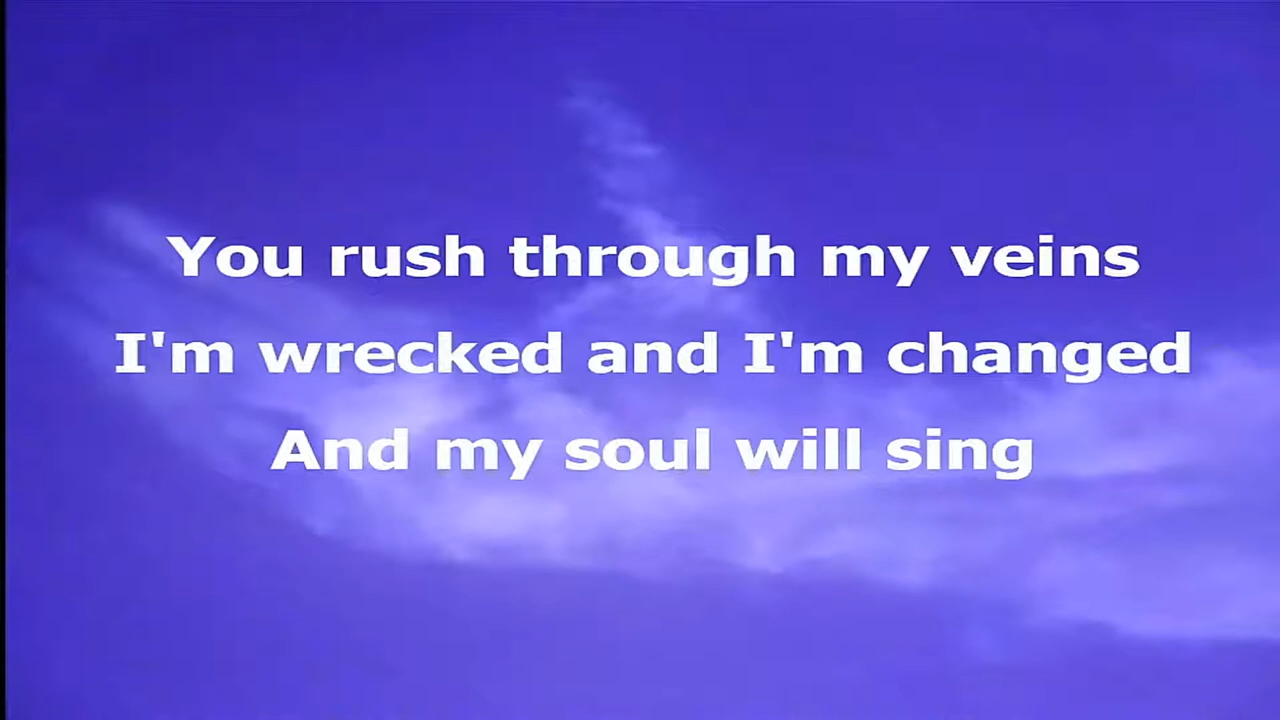 You rush through my veins
I'm wrecked and I'm changed
And my soul will sing